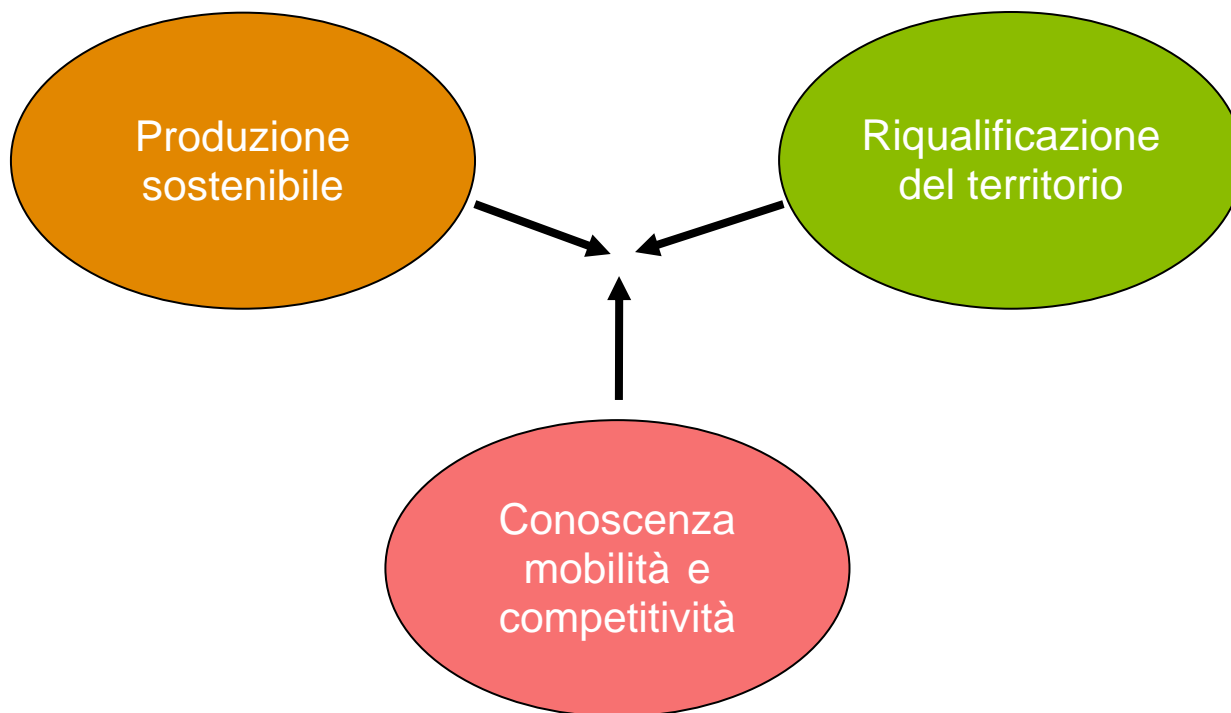 Produzione
sostenibile
Riqualificazione
del territorio
Conoscenza
mobilità e
competitività